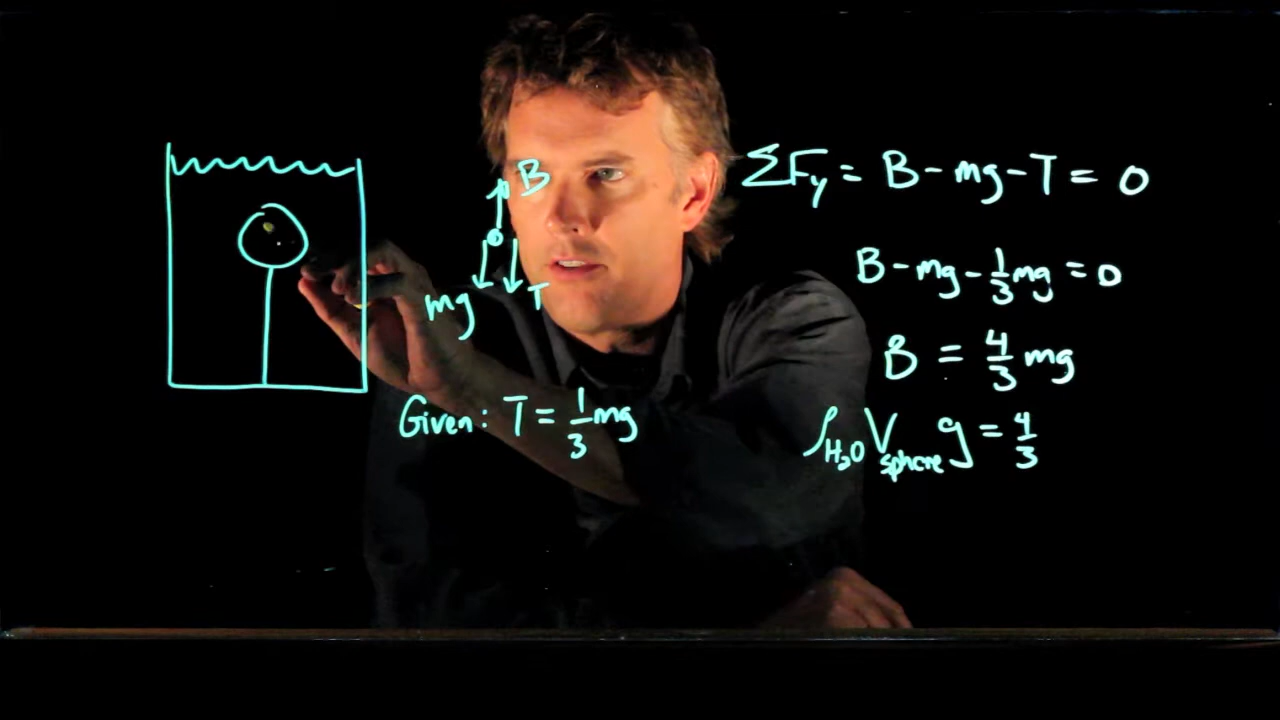 B
mg
T
Given: T = 1/3 mg
ΣFy = B - mg - T = 0
B - mg - 1/3 mg = 0
B = 4/3 mg
ρH₂O Vsphere g = 4/3